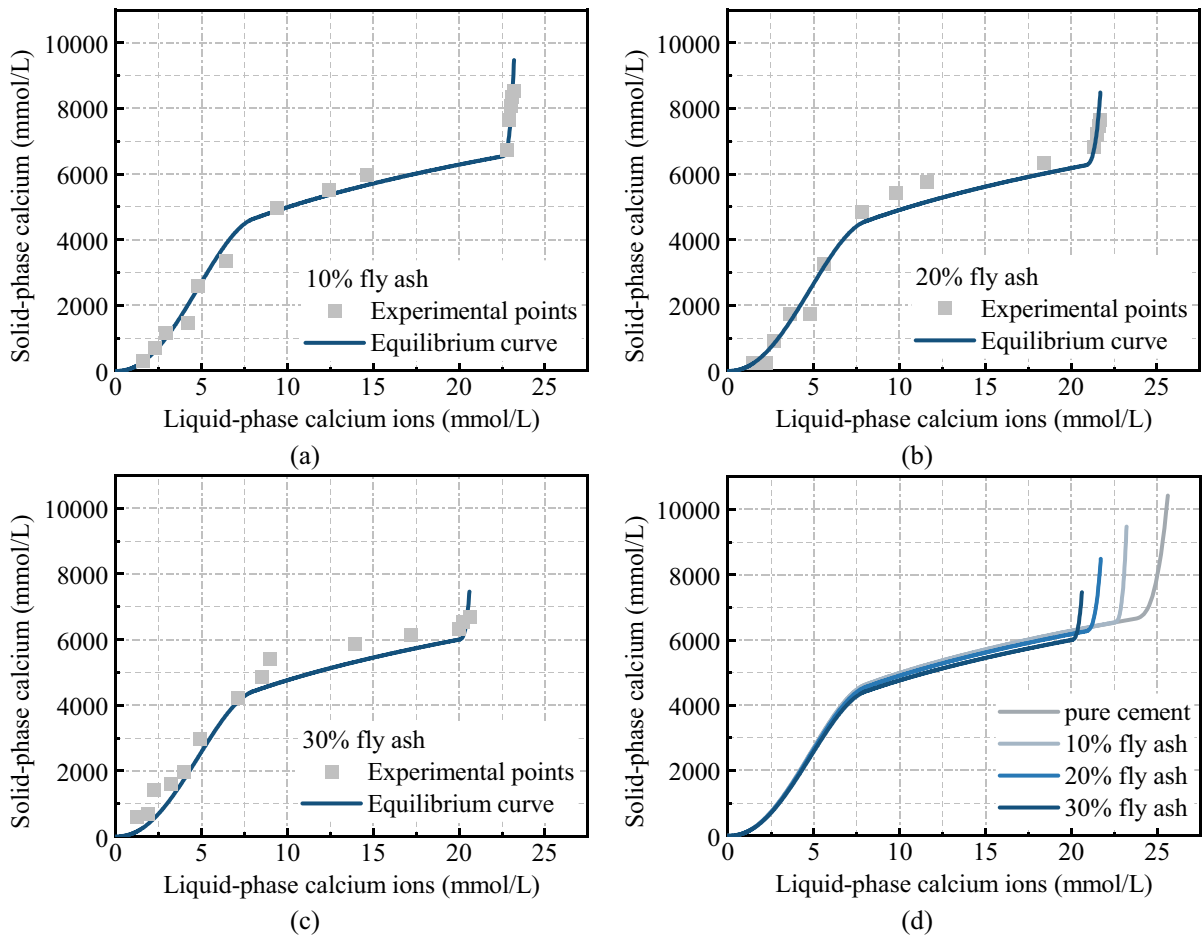 10000
8000
6000
4000
2000
0
Solid-phase calcium (mmol/L)
10% fly ash
Experimental points
Equilibrium curve
0 5 10 15 20 25
Liquid-phase calcium ions (mmol/L)
(a)
10000
8000
6000
4000
2000
0
Solid-phase calcium (mmol/L)
20% fly ash
Experimental points
Equilibrium curve
0 5 10 15 20 25
Liquid-phase calcium ions (mmol/L)
(b)
10000
8000
6000
4000
2000
0
Solid-phase calcium (mmol/L)
30% fly ash
Experimental points
Equilibrium curve
0 5 10 15 20 25
Liquid-phase calcium ions (mmol/L)
(c)
10000
8000
6000
4000
2000
0
Solid-phase calcium (mmol/L)
pure cement
10% fly ash
20% fly ash
30% fly ash
0 5 10 15 20 25
Liquid-phase calcium ions (mmol/L)
(d)